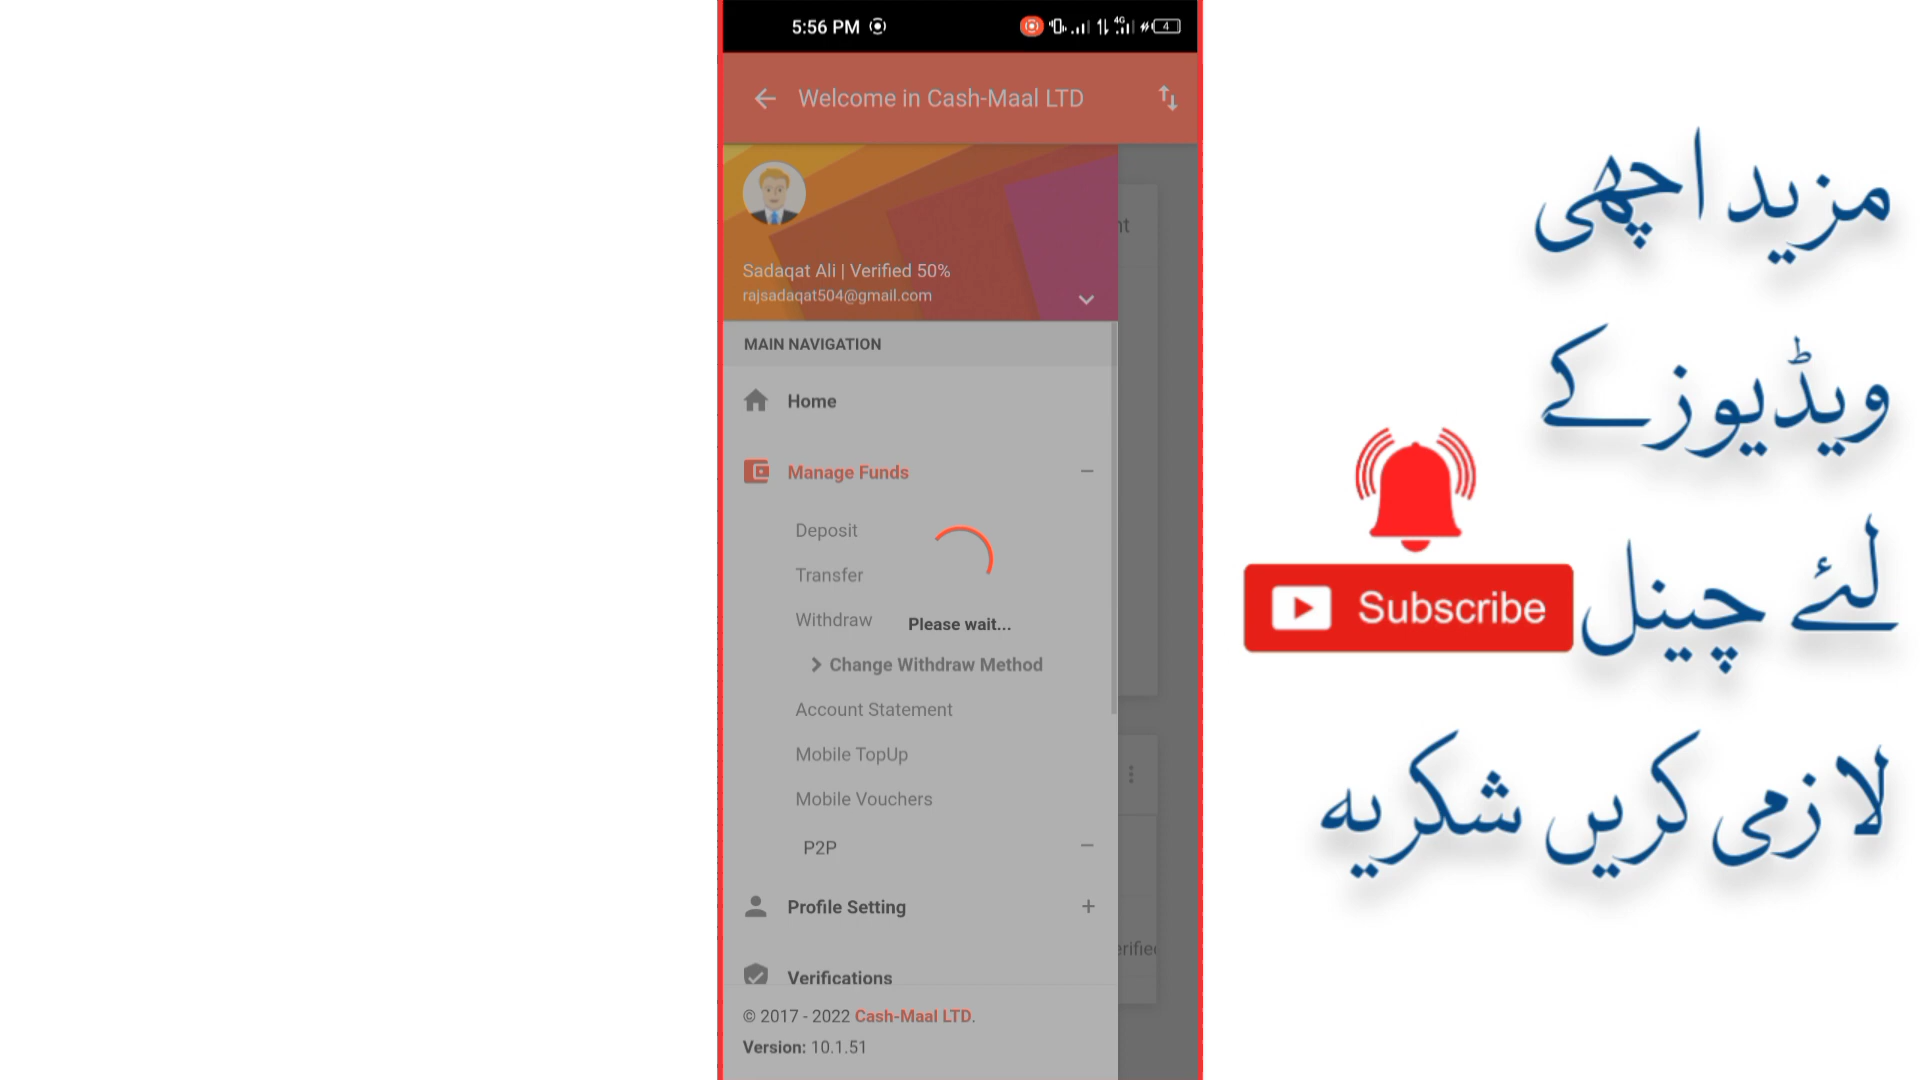 5:56 PM
4G
4
Welcome in Cash-Maal LTD
Sadaqat Ali | Verified 50%
rajsadaqat504@gmail.com
MAIN NAVIGATION
Home
Manage Funds
Deposit
Transfer
Withdraw
Please wait...
Change Withdraw Method
Account Statement
Mobile TopUp
Mobile Vouchers
P2P
Profile Setting
Verifications
© 2017 - 2022 Cash-Maal LTD.
Version: 10.1.51
مزید اچھی
ویڈیوز کے
لئے چینل
Subscribe
لازمی کریں شکریہ